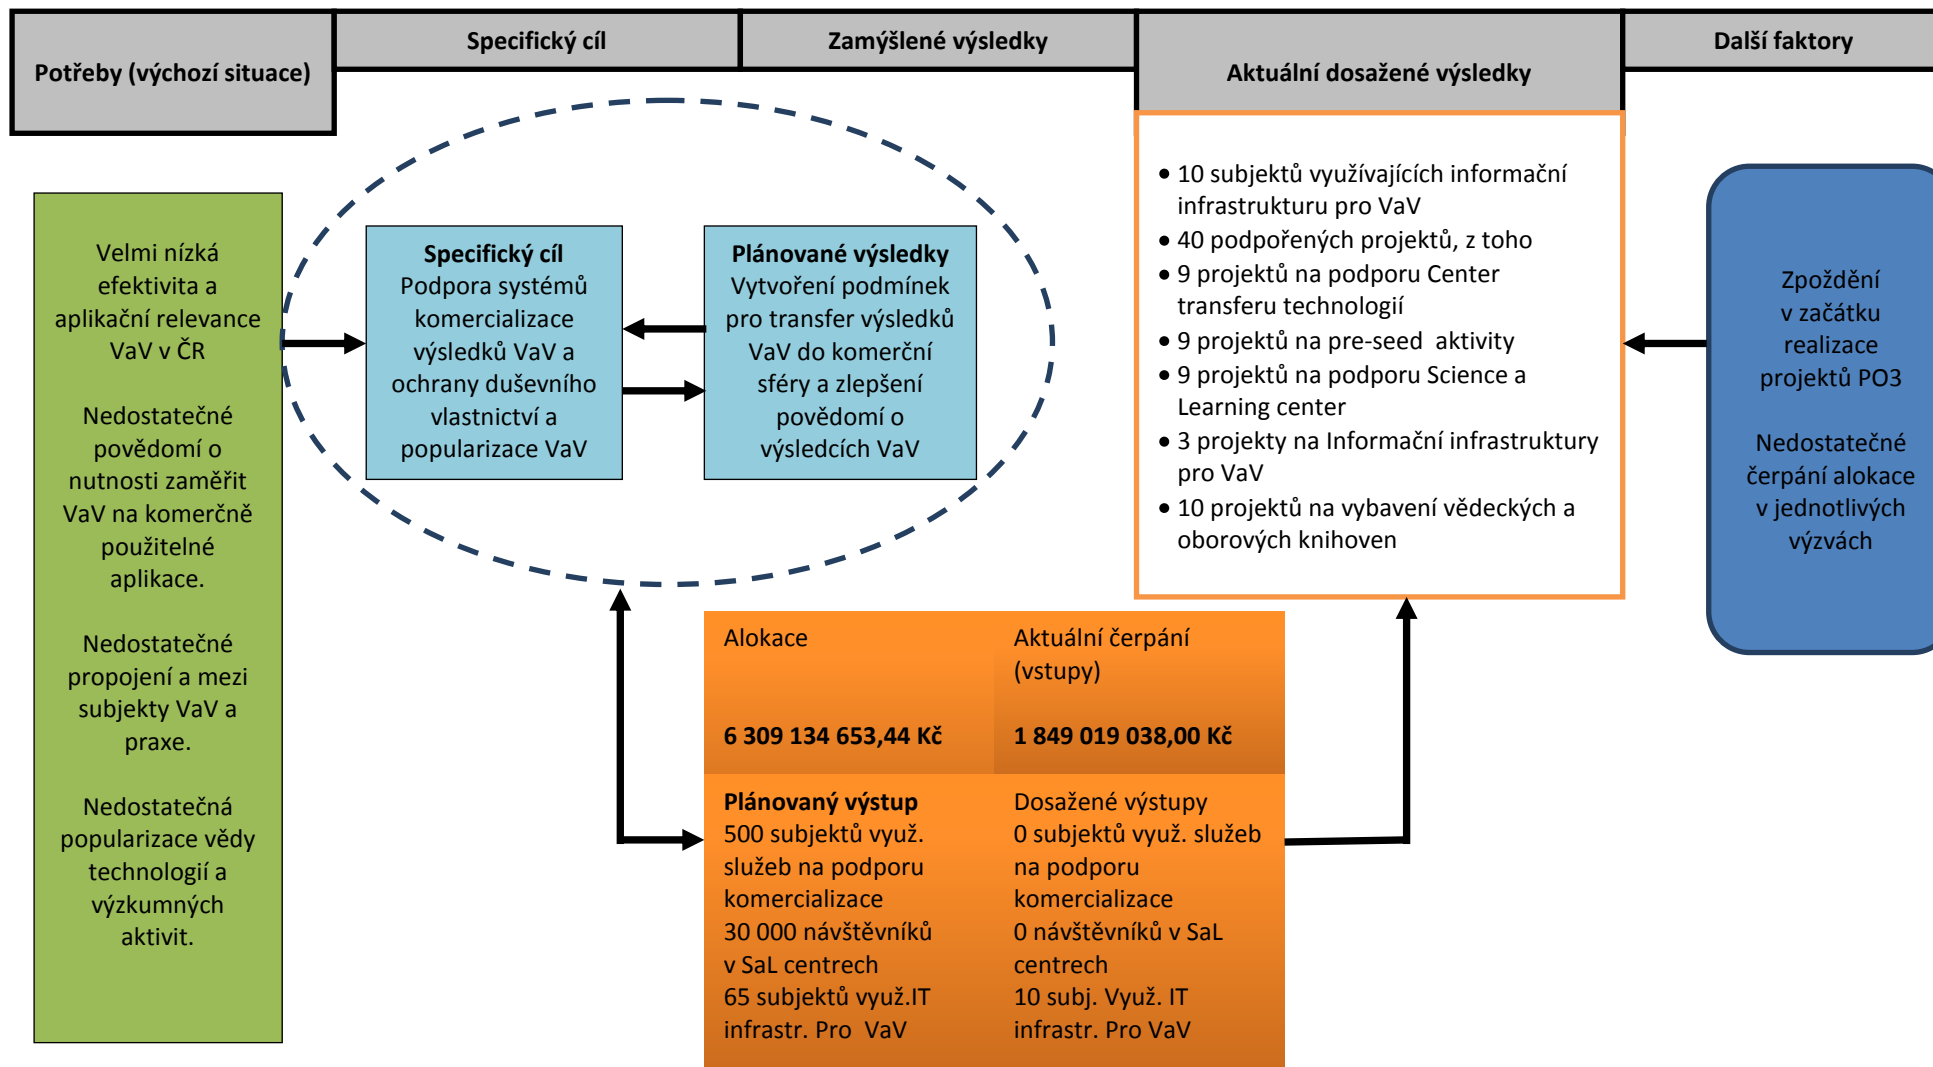 Potřeby (výchozí situace)
Specifický cíl
Zamýšlené výsledky
Aktuální dosažené výsledky
Další faktory
Velmi nízká
efektivita a
aplikační relevance
VaV v ČR
Nedostatečné
povědomí o
nutnosti zaměřit
VaV na komerčně
použitelné
aplikace.
Nedostatečné
propojení a mezi
subjekty VaV a
praxe.
Nedostatečná
popularizace vědy
technologií a
výzkumných
aktivit.
Specifický cíl
Podpora systémů
komercializace
výsledků VaV a
ochrany duševního
vlastnictví a
popularizace VaV
Plánované výsledky
Vytvoření podmínek
pro transfer výsledků
VaV do komerční
sféry a zlepšení
povědomí o
výsledcích VaV
• 10 subjektů využívajících informační
infrastrukturu pro VaV
• 40 podpořených projektů, z toho
• 9 projektů na podporu Center
transferu technologií
• 9 projektů na pre-seed  aktivity
• 9 projektů na podporu Science a
Learning center
• 3 projekty na Informační infrastruktury
pro VaV
• 10 projektů na vybavení vědeckých a
oborových knihoven
Zpoždění
v začátku
realizace
projektů PO3
Nedostatečné
čerpání alokace
v jednotlivých
výzvách
Alokace
6 309 134 653,44 Kč
Aktuální čerpání
(vstupy)
1 849 019 038,00 Kč
Plánovaný výstup
500 subjektů využ.
služeb na podporu
komercializace
30 000 návštěvníků
v SaL centrech
65 subjektů využ.IT
infrastr. Pro  VaV
Dosažené výstupy
0 subjektů využ. služeb
na podporu
komercializace
0 návštěvníků v SaL
centrech
10 subj. Využ. IT
infrastr. Pro VaV